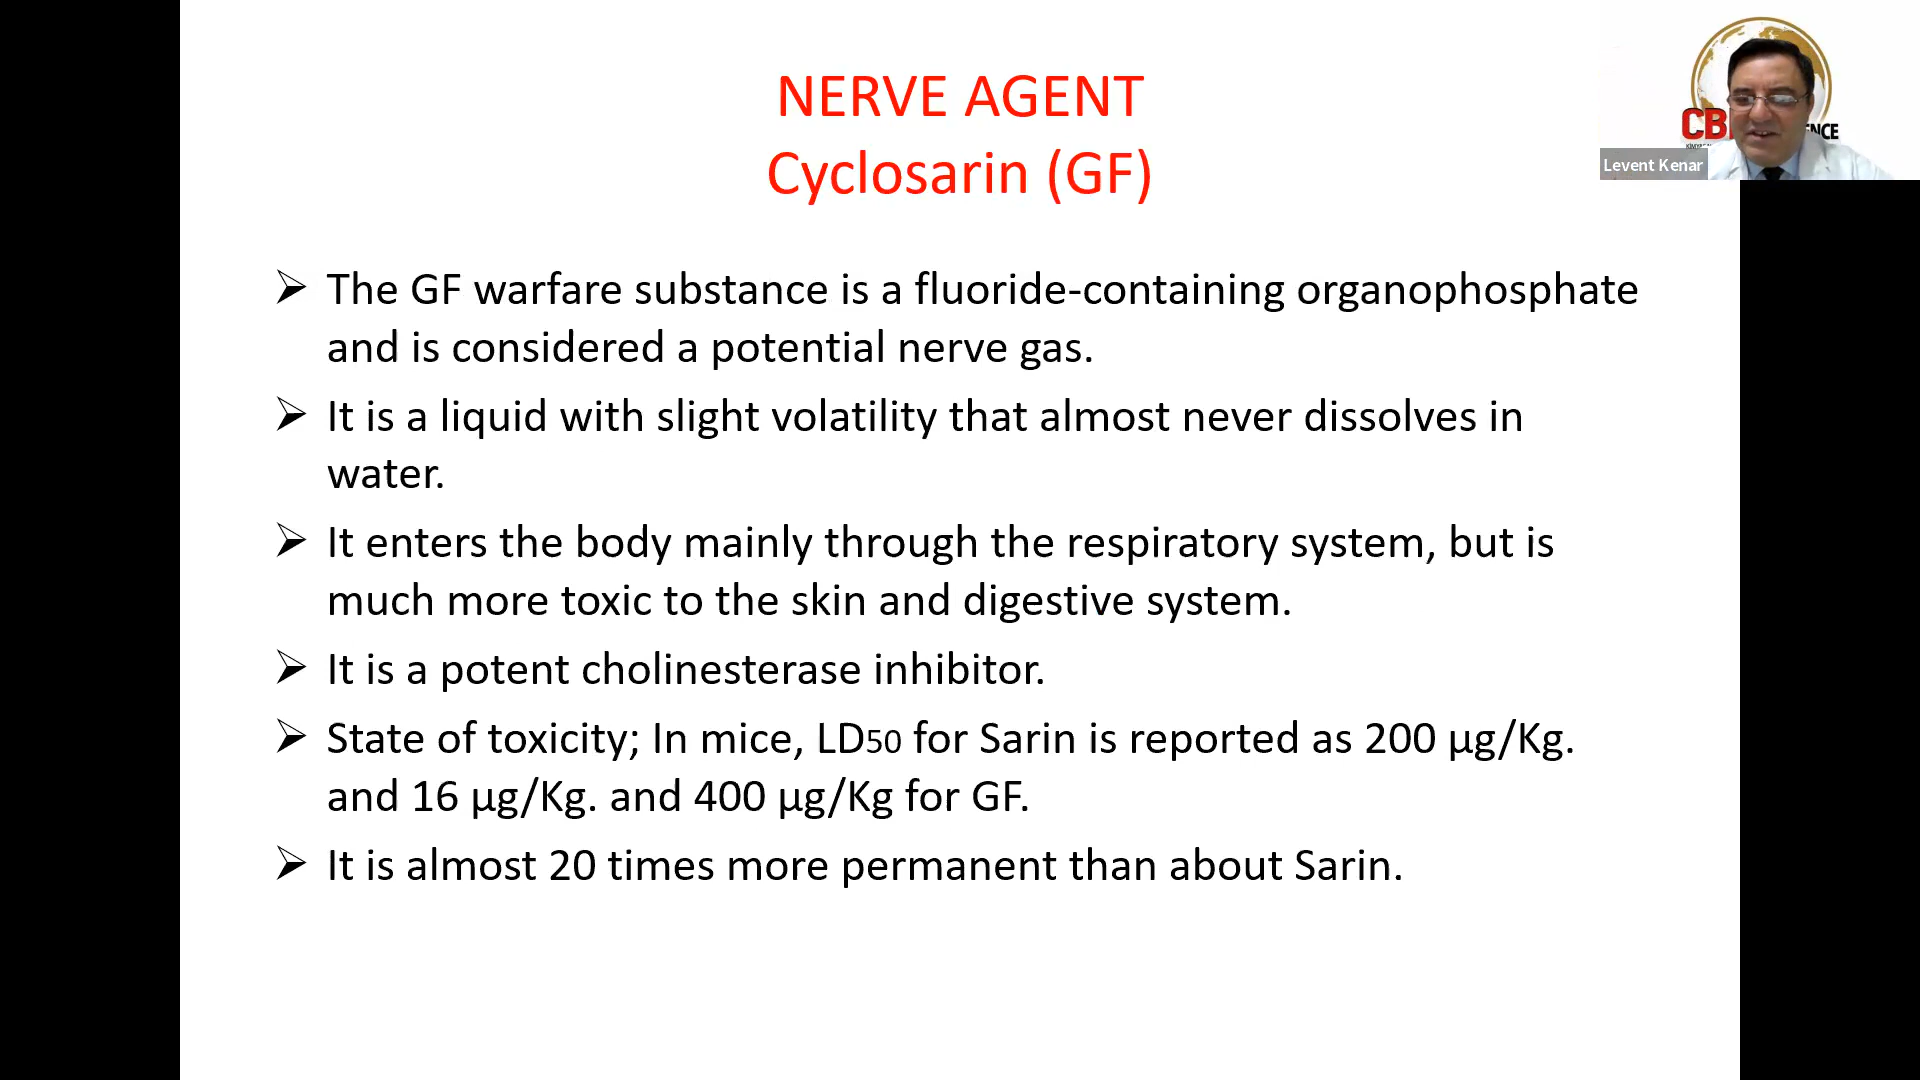 NERVE AGENT
Cyclosarin (GF)
CB
ENCE
Levent Kenar
➢ The GF warfare substance is a fluoride-containing organophosphate
and is considered a potential nerve gas.
➢ It is a liquid with slight volatility that almost never dissolves in
water.
➢ It enters the body mainly through the respiratory system, but is
much more toxic to the skin and digestive system.
➢ It is a potent cholinesterase inhibitor.
➢ State of toxicity; In mice, LD50 for Sarin is reported as 200 µg/Kg.
and 16 µg/Kg. and 400 µg/Kg for GF.
➢ It is almost 20 times more permanent than about Sarin.